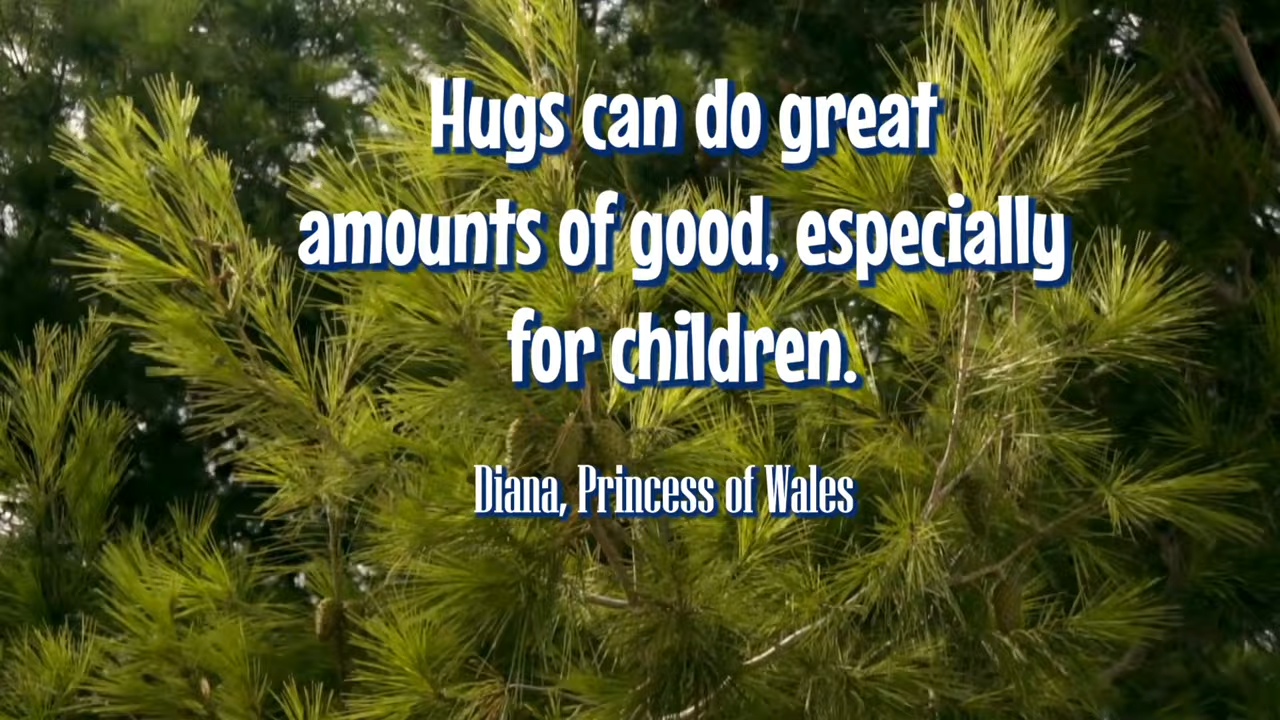 Hugs can do great
amounts of good, especially
for children.
Diana, Princess of Wales